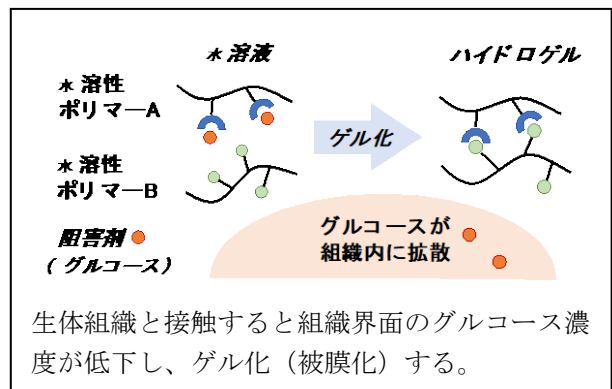 水溶液
ハイドロゲル
水溶性
ポリマーA
ゲル化
水溶性
ポリマーB
阻害剤
(グルコース)
グルコースが
組織内に拡散
生体組織と接触すると組織界面のグルコース濃
度が低下し、ゲル化（被膜化）する。